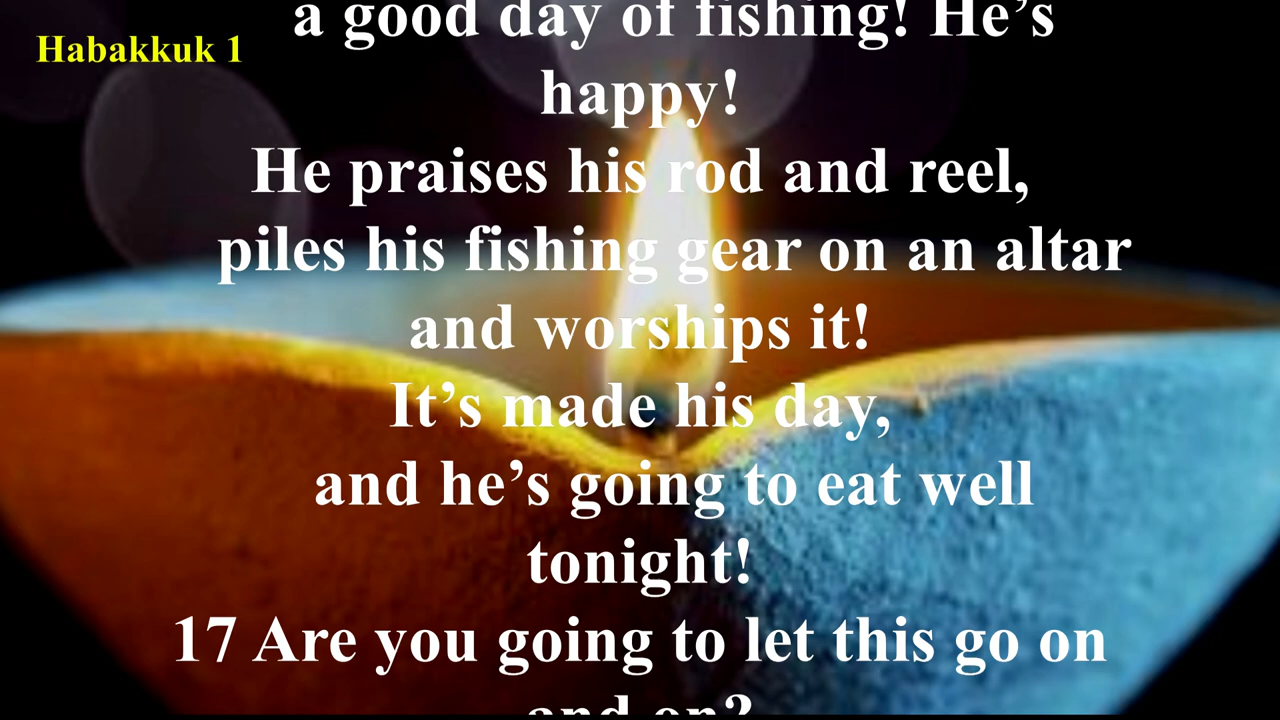 Habakkuk 1
a good day of fishing! He’s
happy!
He praises his rod and reel,
piles his fishing gear on an altar
and worships it!
It’s made his day,
and he’s going to eat well
tonight!
17 Are you going to let this go on
and on?